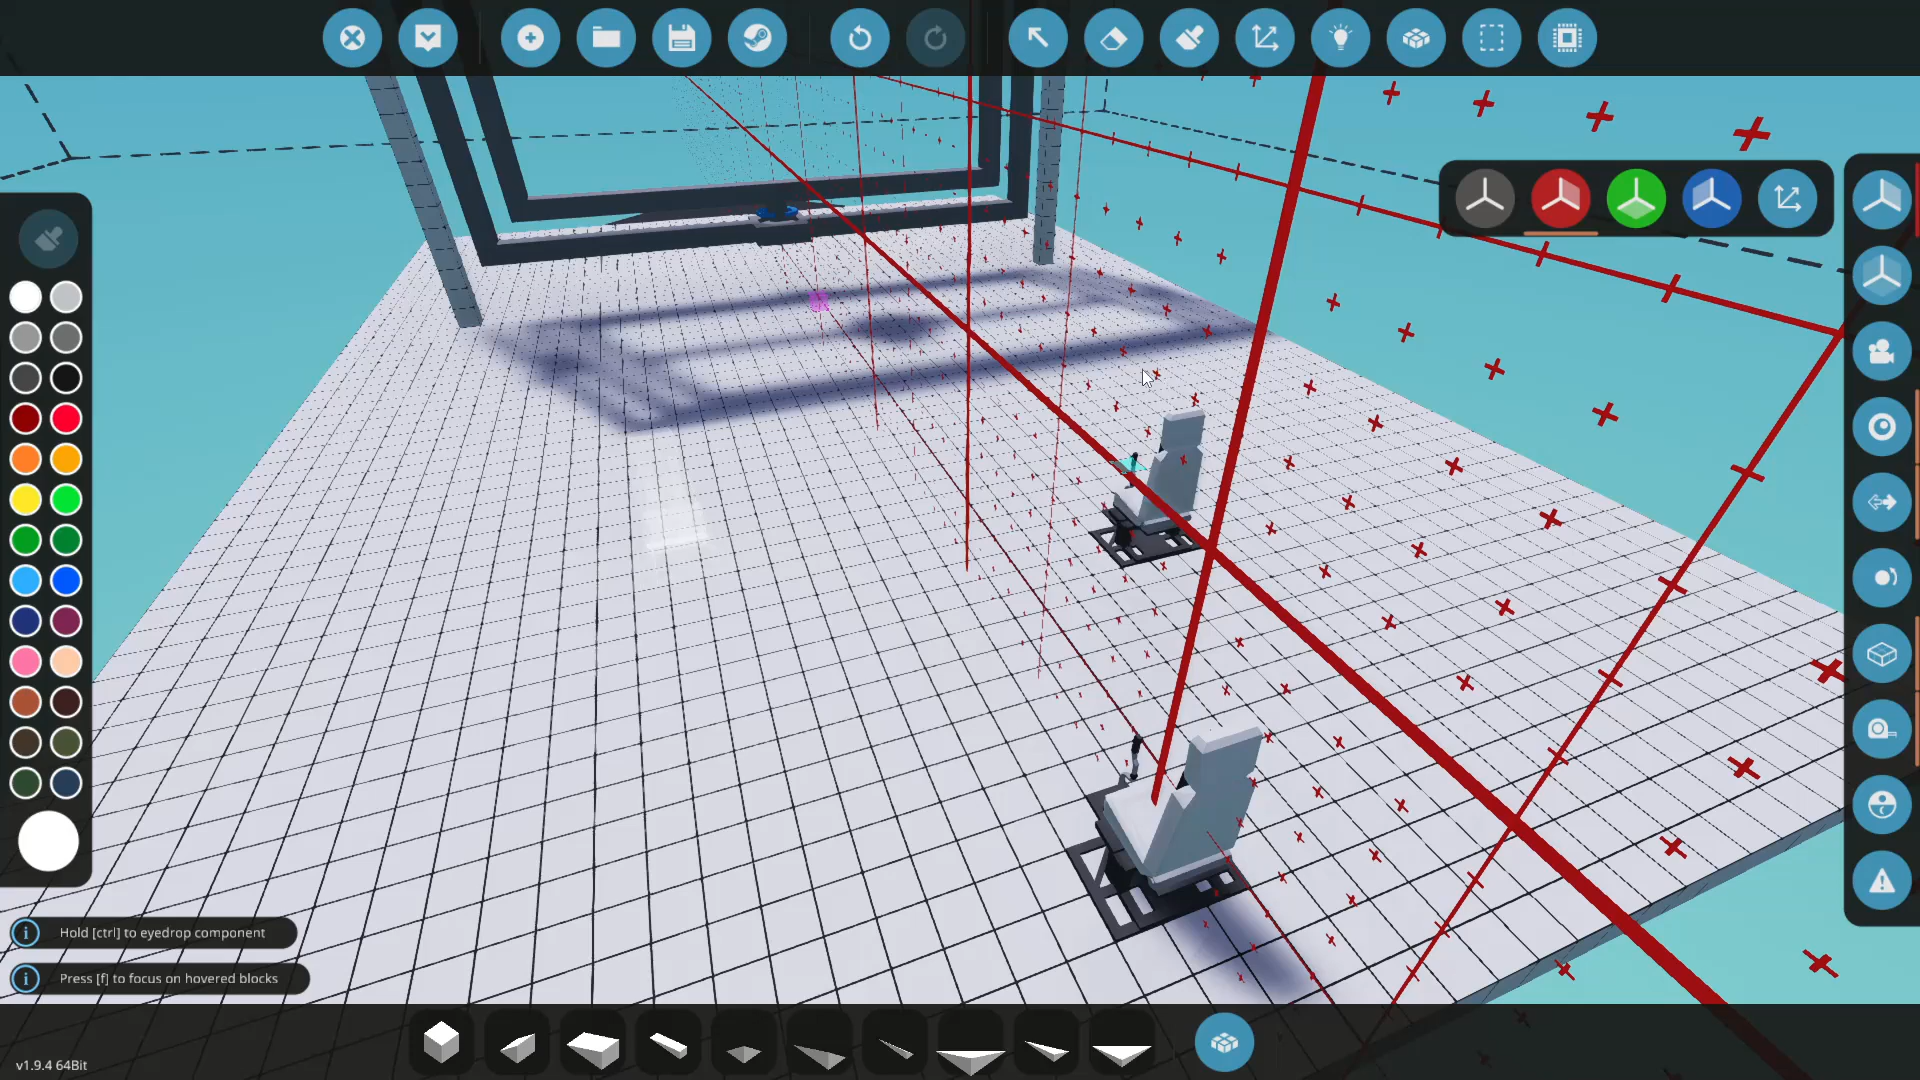 Hold [ctrl] to eyedrop component
Press [f] to focus on hovered blocks
v1.9.4 64Bit